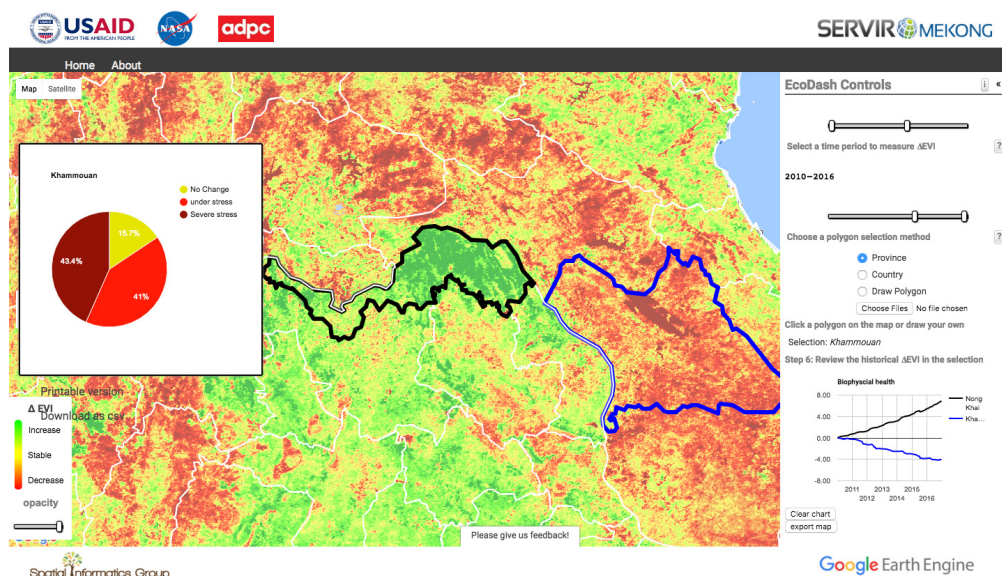 USAID
FROM THE AMERICAN PEOPLE
NASA
adpc
SERVIR MEKONG
Home About
Map Satellite
EcoDash Controls i «
Select a time period to measure ΔEVI ?
2010–2016
Choose a polygon selection method ?
Province
Country
Draw Polygon
Choose Files No file chosen
Click a polygon on the map or draw your own
Selection: Khammouan
Step 6: Review the historical ΔEVI in the selection
Khammouan
No Change
under stress
Severe stress
15.7%
43.4%
41%
Printable version
Download as csv
Δ EVI
Increase
Stable
Decrease
opacity
Google
Biophyscial health
8.00
4.00
0.00
-4.00
-8.00
2011 2013 2015
2012 2014 2016
Nong
Khai
Kha...
Clear chart
export map
Please give us feedback!
Spatial Informatics Group
Google Earth Engine